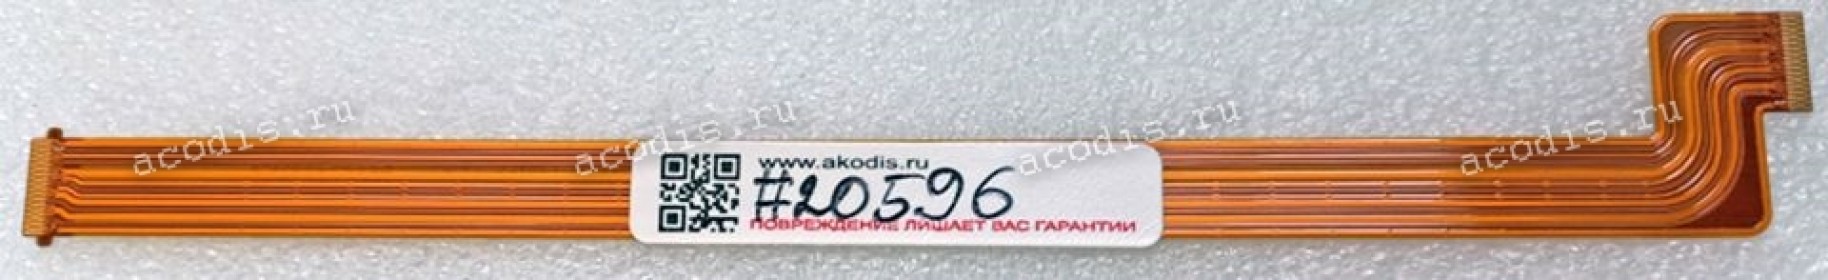 acodis.ru
acodis.ru
acodis.ru
acodis.ru
www.akodis.ru
#20596
ПОВРЕЖДЕНИЕ ЛИШАЕТ ВАС ГАРАНТИИ